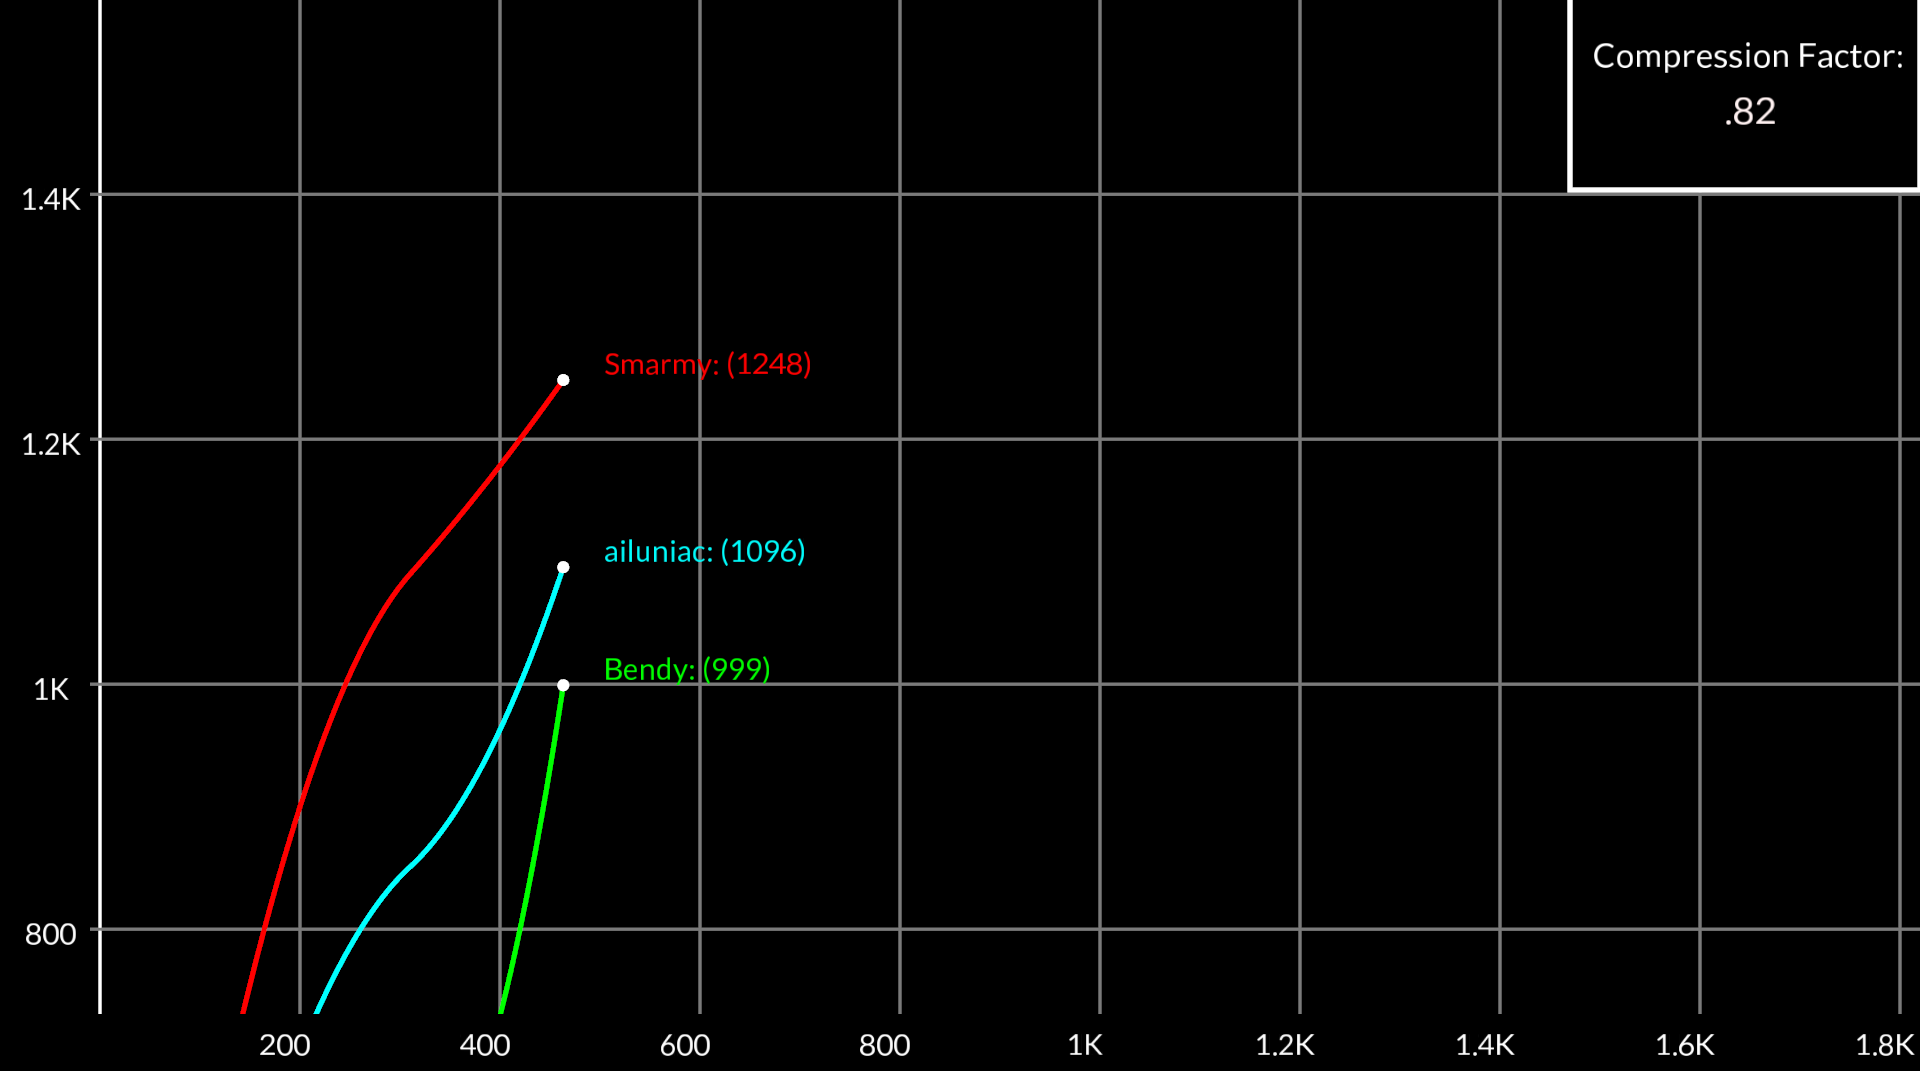 Compression Factor:
.82
1.4K
Smarmy: (1248)
1.2K
ailuniac: (1096)
Bendy: (999)
1K
800
200 400 600 800 1K 1.2K 1.4K 1.6K 1.8K